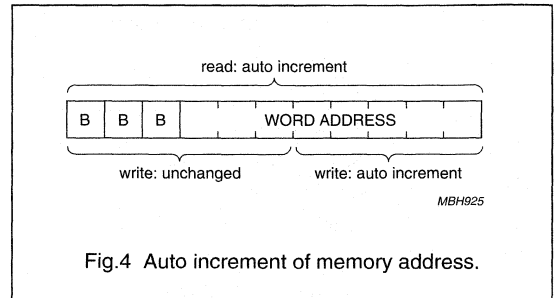 read: auto increment
B B B WORD ADDRESS
write: unchanged write: auto increment
MBH925
Fig.4 Auto increment of memory address.